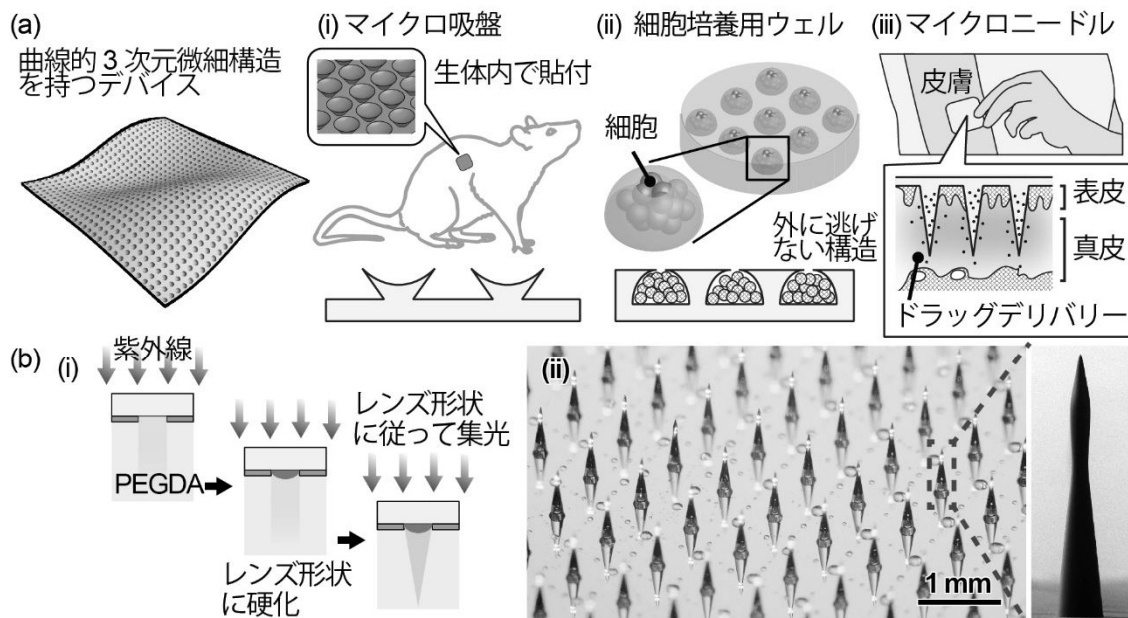 (a)
曲線的 3 次元微細構造
を持つデバイス
(i) マイクロ吸盤
生体内で貼付
(ii) 細胞培養用ウェル
細胞
外に逃げ
ない構造
(iii) マイクロニードル
皮膚
表皮
真皮
ドラッグデリバリー
(b)
(i)
紫外線
PEGDA
レンズ形状
に硬化
レンズ形状
に従って集光
(ii)
1 mm